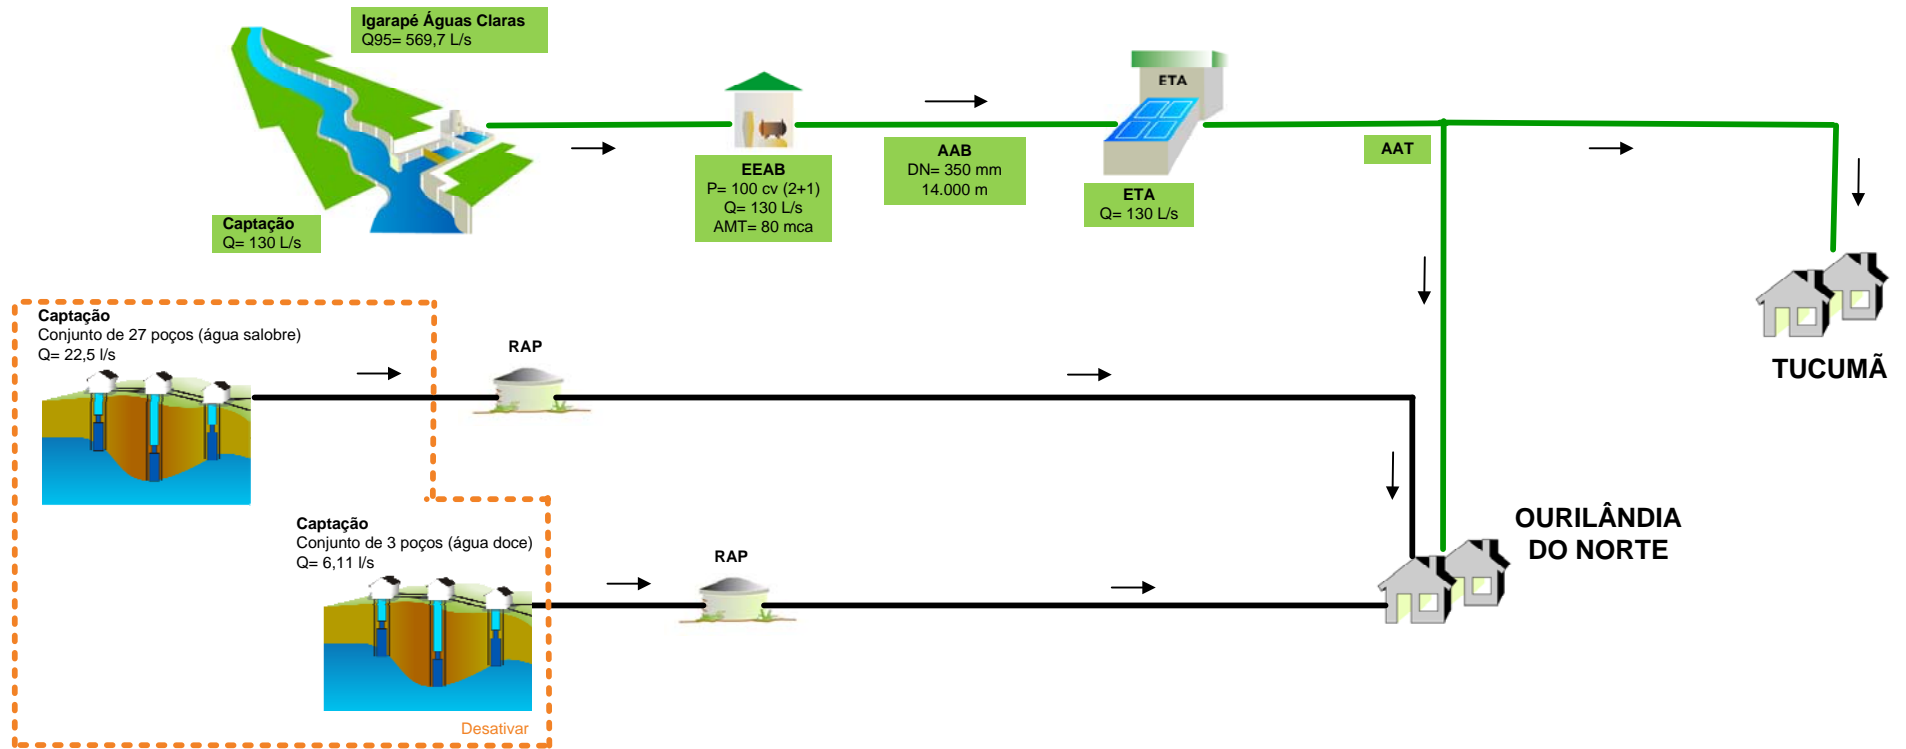 Igarapé Águas Claras
Q95= 569,7 L/s
Captação
Q= 130 L/s
EEAB
P= 100 cv (2+1)
Q= 130 L/s
AMT= 80 mca
AAB
DN= 350 mm
14.000 m
ETA
ETA
Q= 130 L/s
AAT
TUCUMÃ
Captação
Conjunto de 27 poços (água salobre)
Q= 22,5 l/s
RAP
Captação
Conjunto de 3 poços (água doce)
Q= 6,11 l/s
RAP
OURILÂNDIA
DO NORTE
Desativar